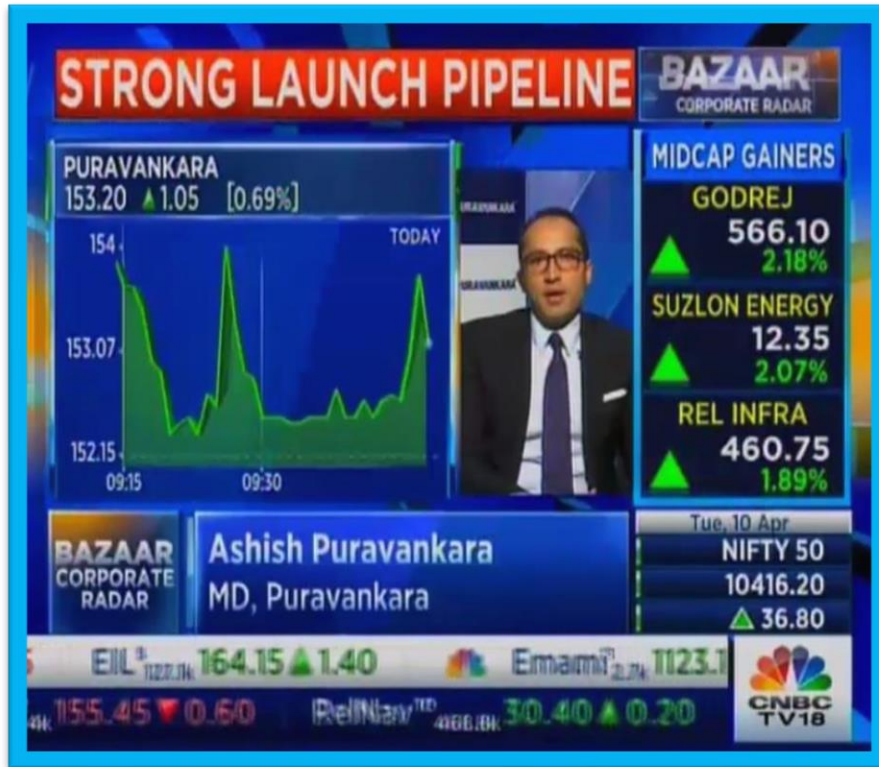 STRONG LAUNCH PIPELINE
BAZAAR
CORPORATE RADAR
PURAVANKARA
153.20 ▲1.05 [0.69%]
TODAY
154
153.07
152.15
09:15 09:30
PURAVANKARA
MIDCAP GAINERS
GODREJ
566.10
2.18%
SUZLON ENERGY
12.35
2.07%
REL INFRA
460.75
1.89%
BAZAAR
CORPORATE
RADAR
Ashish Puravankara
MD, Puravankara
Tue, 10 Apr
NIFTY 50
10416.20
▲ 36.80
EIL 164.15 ▲ 1.40 Emami 1123.1
155.45 ▼ 0.60 30.40 ▲ 0.20
CNBC
TV18